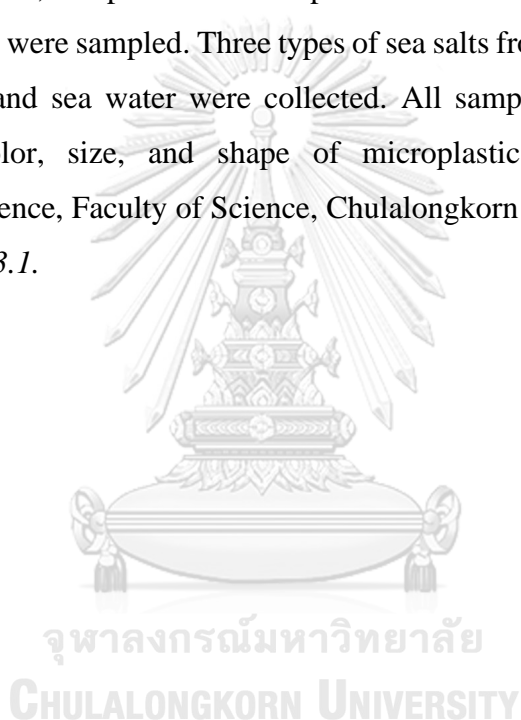 were sampled. Three types of sea salts fro
and sea water were collected. All samp
lor, size, and shape of microplastic
ence, Faculty of Science, Chulalongkorn
3.1.
จุฬาลงกรณ์มหาวิทยาลัย
CHULALONGKORN UNIVERSITY